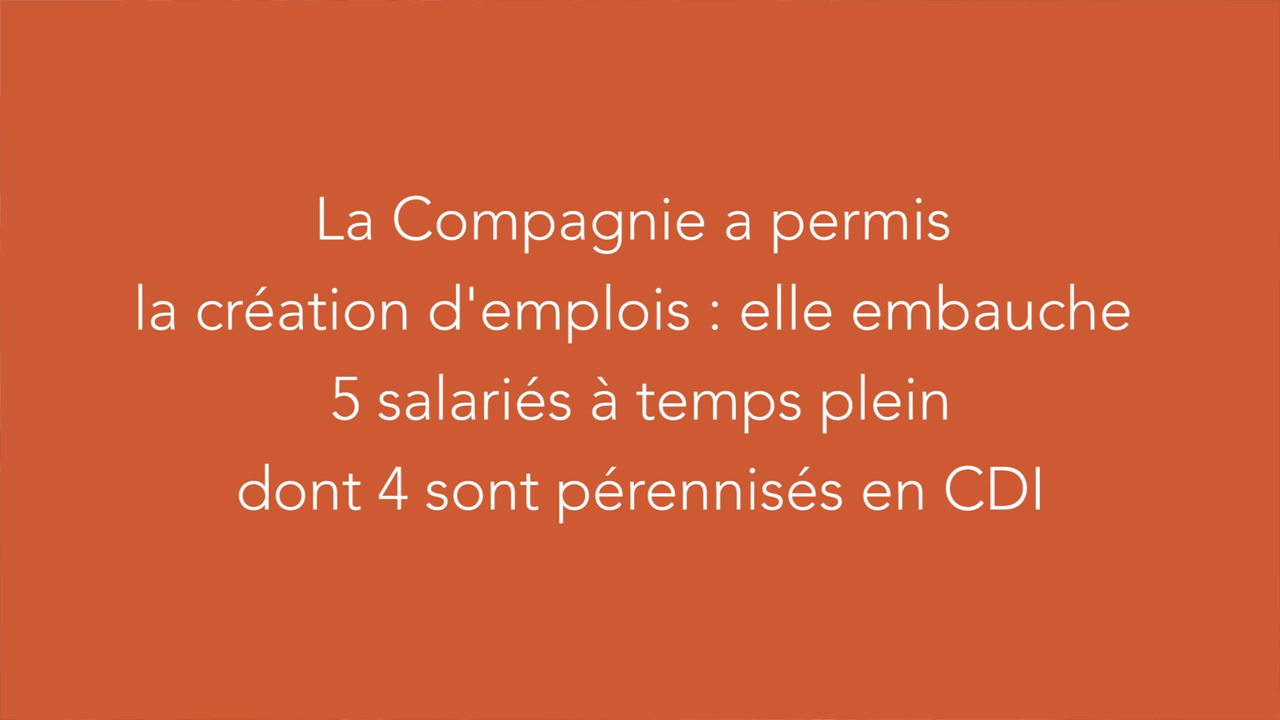 La Compagnie a permis
la création d'emplois : elle embauche
5 salariés à temps plein
dont 4 sont pérennisés en CDI